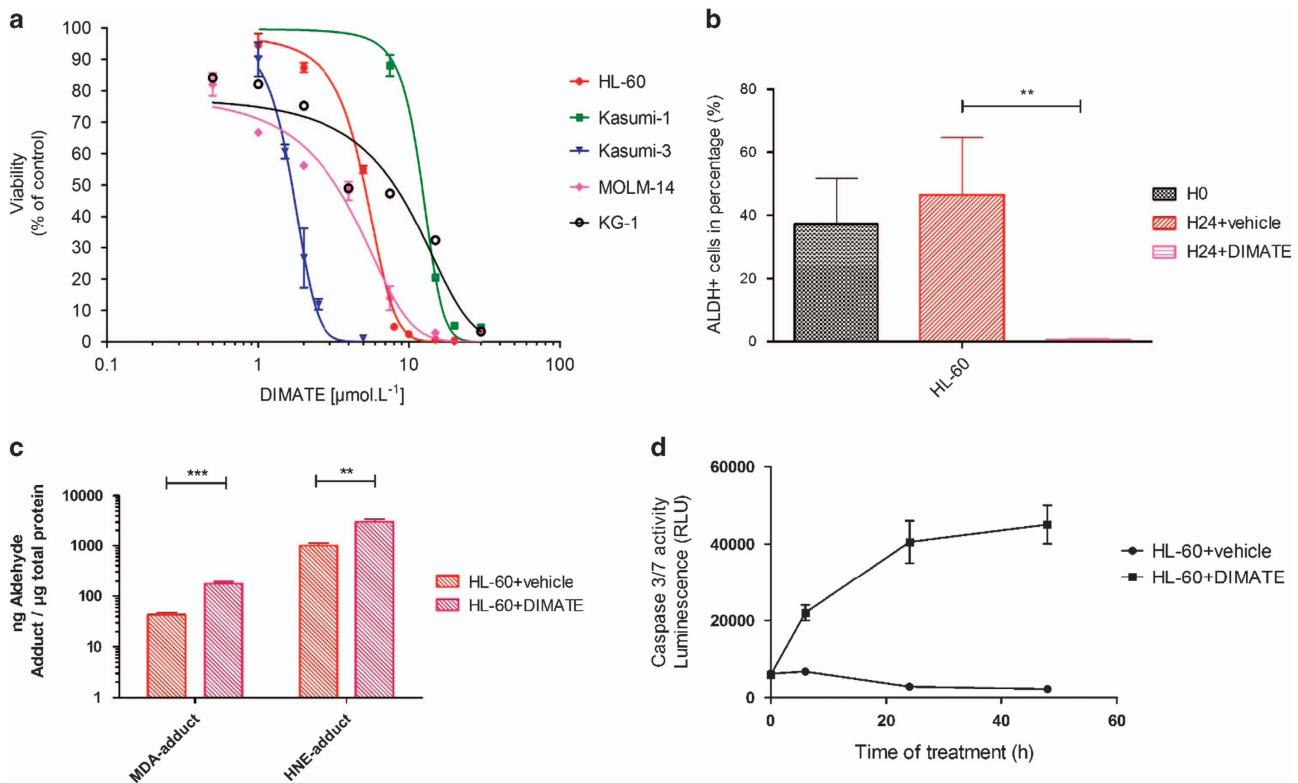 a
100
90
80
70
60
50
40
30
20
10
0
Viability
(% of control)
0.1
1
10
100
DIMATE [µmol.L-1]
HL-60
Kasumi-1
Kasumi-3
MOLM-14
KG-1
b
80
60
40
20
0
ALDH+ cells in percentage (%)
**
HL-60
H0
H24+vehicle
H24+DIMATE
c
10000
1000
100
10
1
ng Aldehyde
Adduct / µg total protein
***
**
MDA-adduct
HNE-adduct
HL-60+vehicle
HL-60+DIMATE
d
60000
40000
20000
0
Caspase 3/7 activity
Luminescence (RLU)
0
20
40
60
Time of treatment (h)
HL-60+vehicle
HL-60+DIMATE